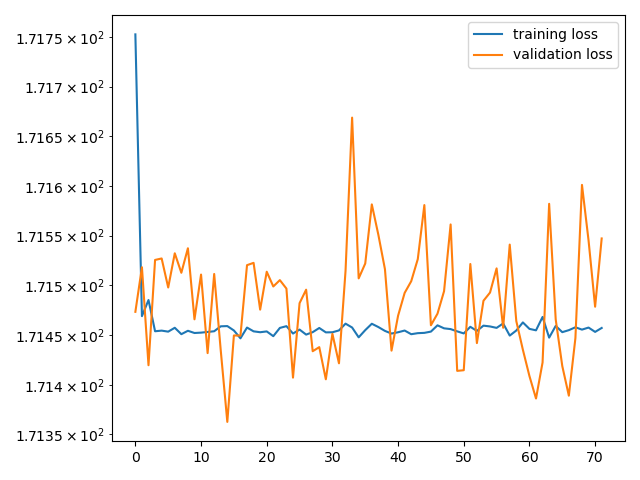 training loss
validation loss
1.7175 × 10²
1.717 × 10²
1.7165 × 10²
1.716 × 10²
1.7155 × 10²
1.715 × 10²
1.7145 × 10²
1.714 × 10²
1.7135 × 10²
0 10 20 30 40 50 60 70